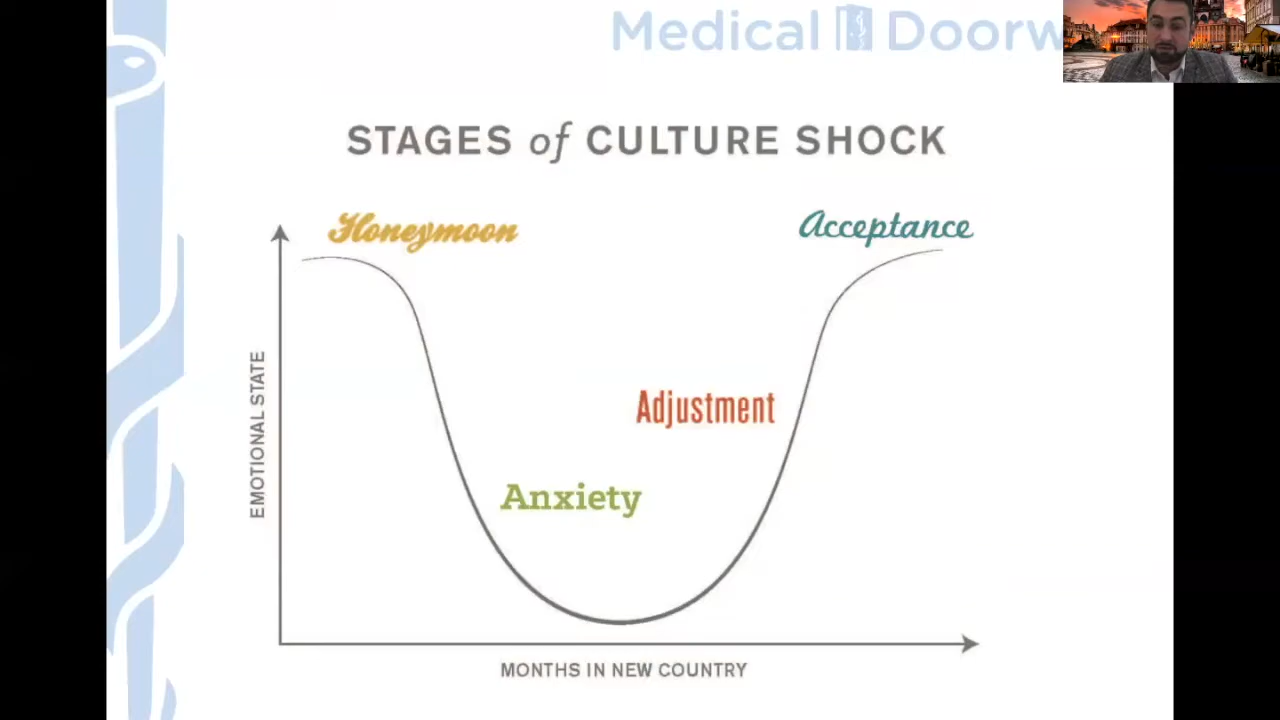 Medical Doorw
STAGES of CULTURE SHOCK
Honeymoon
Acceptance
Adjustment
Anxiety
EMOTIONAL STATE
MONTHS IN NEW COUNTRY